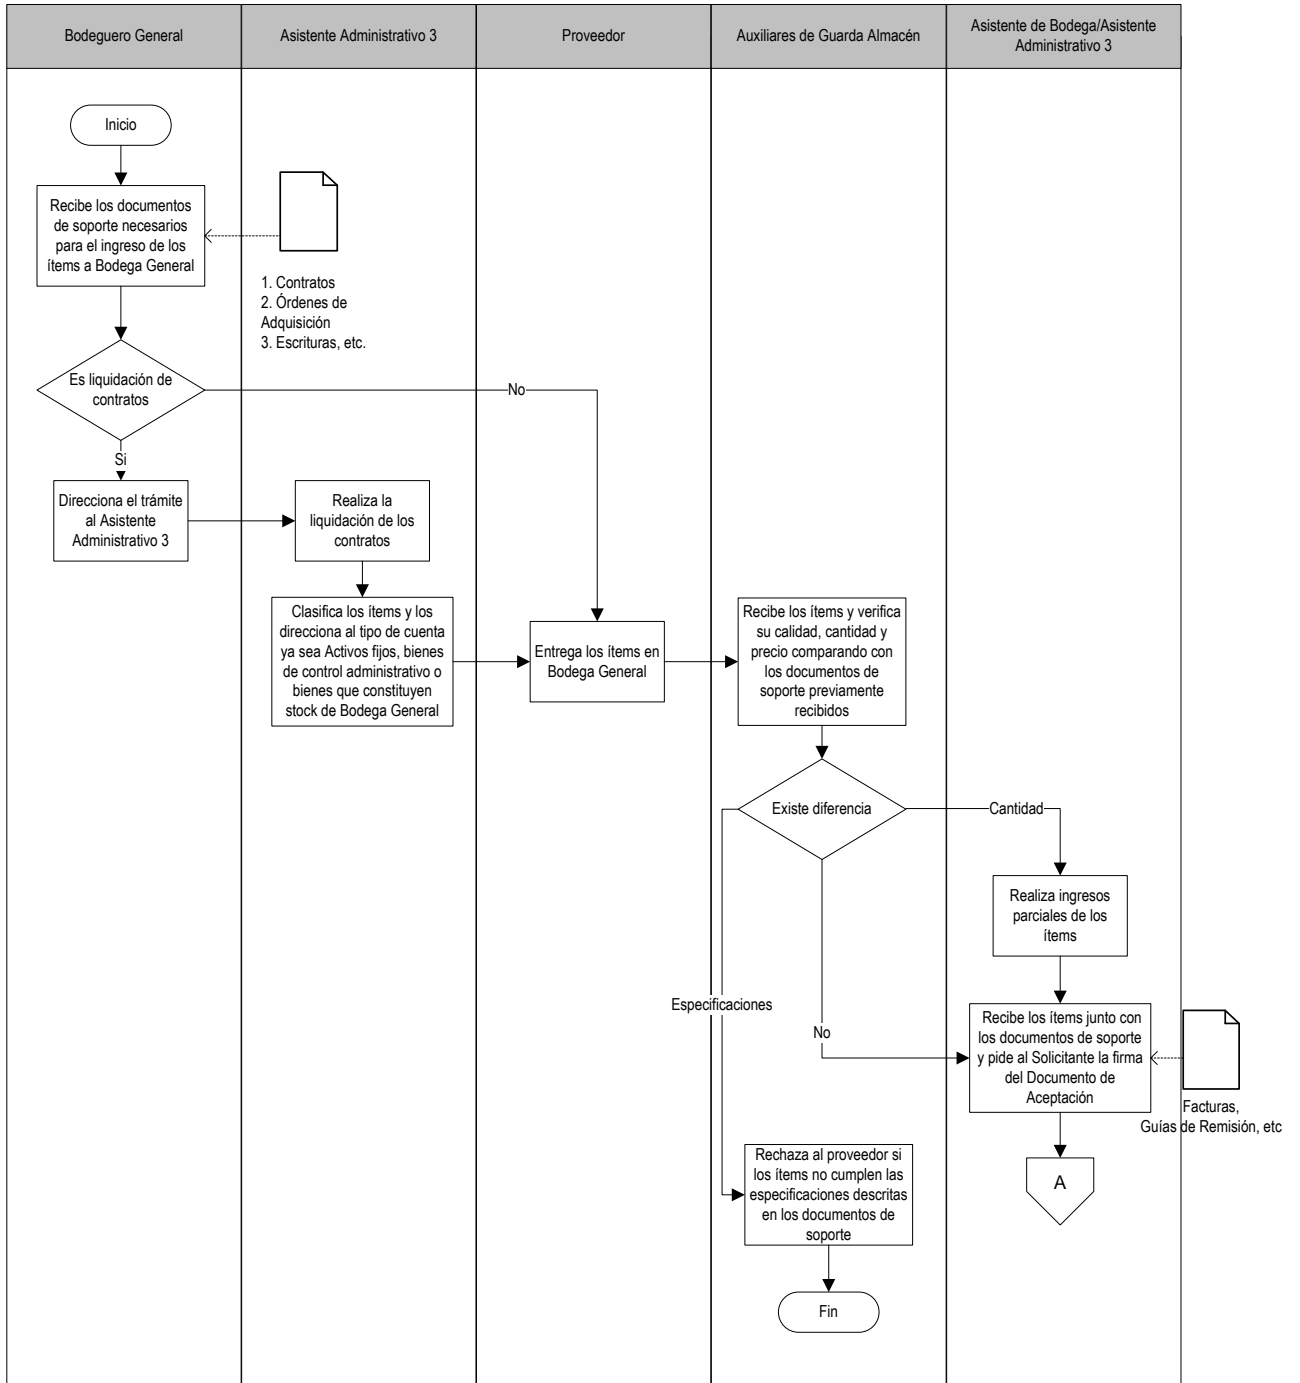 Bodeguero General
Asistente Administrativo 3
Proveedor
Auxiliares de Guarda Almacén
Asistente de Bodega/Asistente
Administrativo 3
Inicio
Recibe los documentos
de soporte necesarios
para el ingreso de los
ítems a Bodega General
1. Contratos
2. Órdenes de
Adquisición
3. Escrituras, etc.
Es liquidación de
contratos
No
Si
Direcciona el trámite
al Asistente
Administrativo 3
Realiza la
liquidación de los
contratos
Clasifica los ítems y los
direcciona al tipo de cuenta
ya sea Activos fijos, bienes
de control administrativo o
bienes que constituyen
stock de Bodega General
Entrega los ítems en
Bodega General
Recibe los ítems y verifica
su calidad, cantidad y
precio comparando con
los documentos de
soporte previamente
recibidos
Existe diferencia
Cantidad
Realiza ingresos
parciales de los
ítems
Especificaciones
No
Recibe los ítems junto con
los documentos de soporte
y pide al Solicitante la firma
del Documento de
Aceptación
Facturas,
Guías de Remisión, etc
Rechaza al proveedor si
los ítems no cumplen las
especificaciones descritas
en los documentos de
soporte
A
Fin